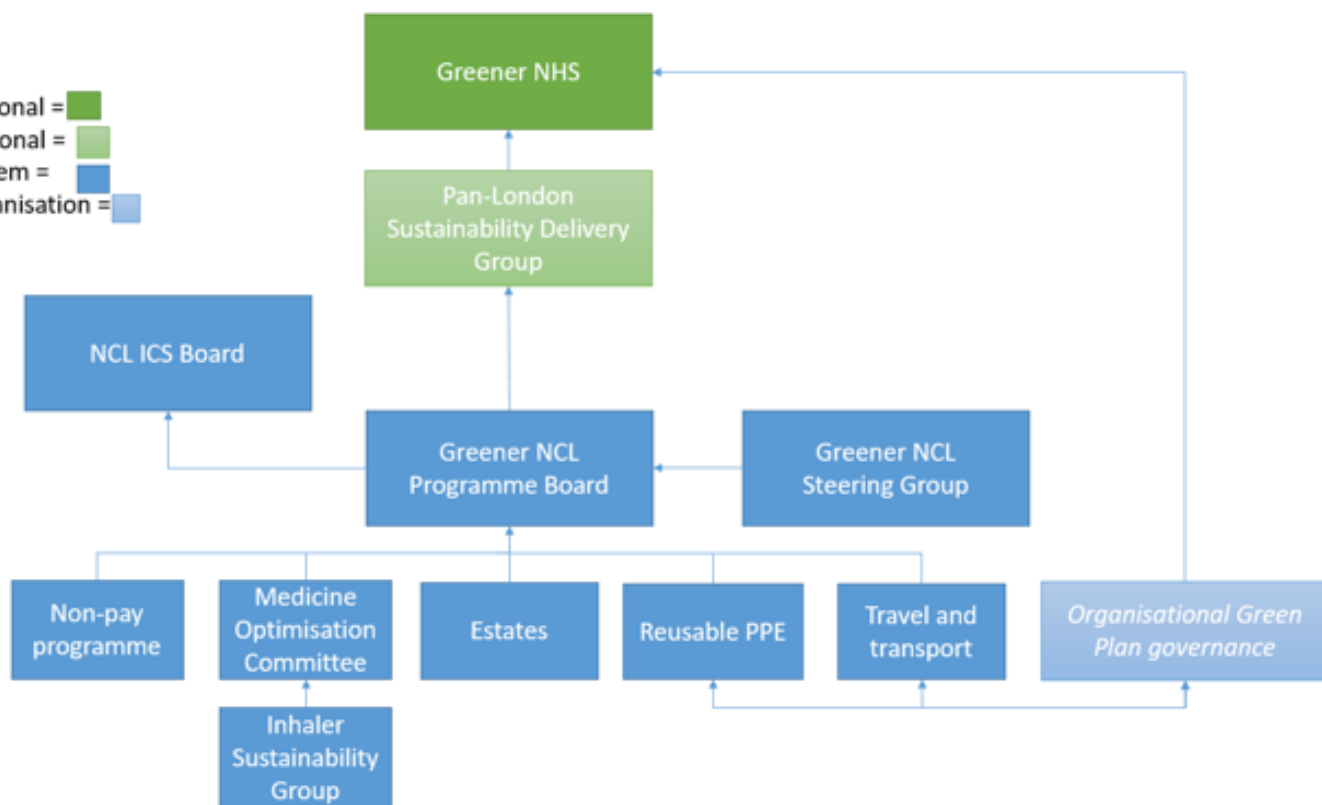 Greener NHS
onal =
onal =
em =
anisation =
Pan-London
Sustainability Delivery
Group
NCL ICS Board
Greener NCL
Programme Board
Greener NCL
Steering Group
Non-pay
programme
Medicine
Optimisation
Committee
Estates
Reusable PPE
Travel and
transport
Organisational Green
Plan governance
Inhaler
Sustainability
Group